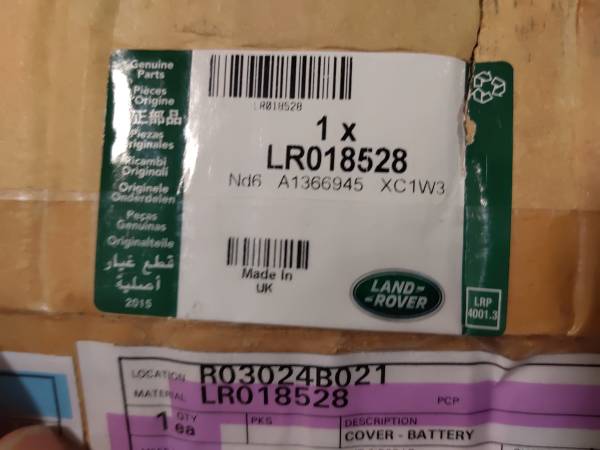 Genuine
Parts
Pièces
d'Origine
正部品
Piezas
Originales
Ricambi
Originali
Originele
Onderdelen
Peças
Genuínas
Originalteile
قطع غيار
أصلية
2015
LR018528
1 x
LR018528
Nd6 A1366945 XC1W3
Made In
UK
LAND-
-ROVER
LRP
4001.3
LOCATION R03024B021
MATERIAL LR018528 PCP
1 QTY
ea
PKS
DESCRIPTION
COVER - BATTERY